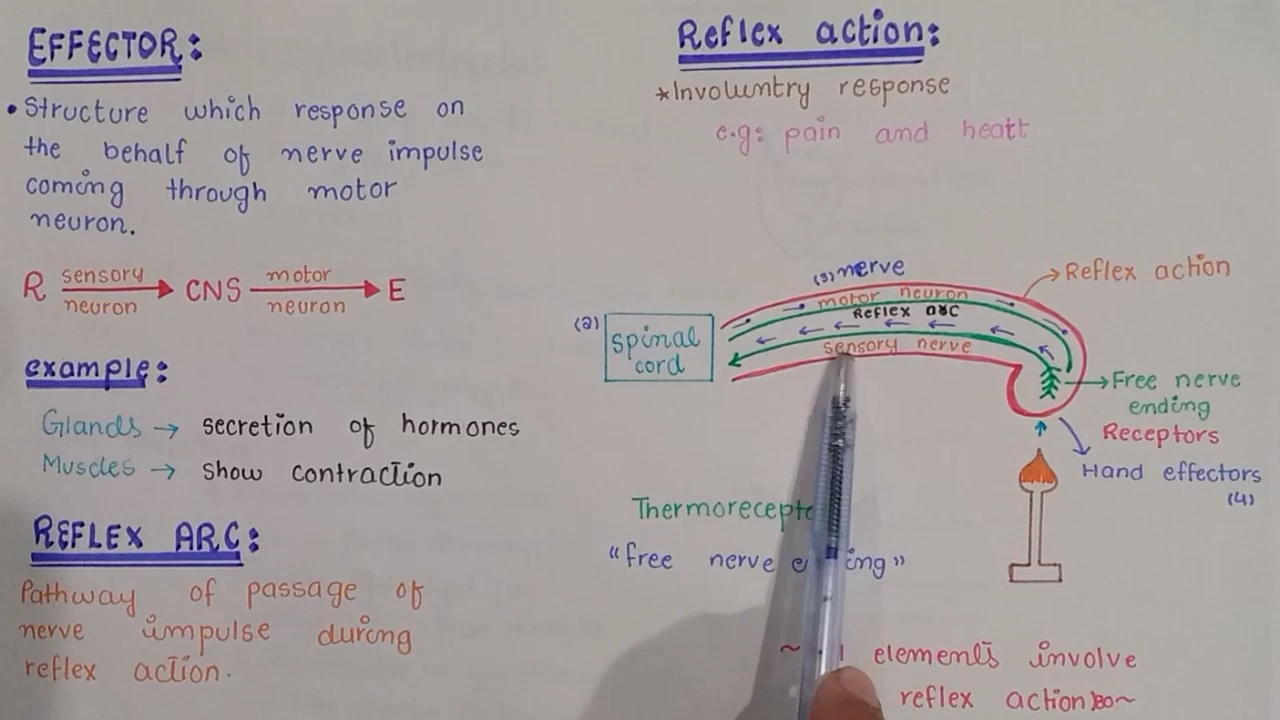 EFFECTOR:
• Structure which response on
the behalf of nerve impulse
coming through motor
neuron.
R sensory neuron CNS motor neuron E
example:
Glands → secretion of hormones
Muscles → show contraction
REFLEX ARC:
Pathway of passage of
nerve impulse during
reflex action.
Reflex action:
*Involuntry response
e.g: pain and heatt
(3) nerve
Reflex action
motor neuron
Reflex arc
(2)
spinal
cord
sensory nerve
Free nerve
ending
Receptors
Hand effectors
(4)
"free nerve
elements involve
reflex action